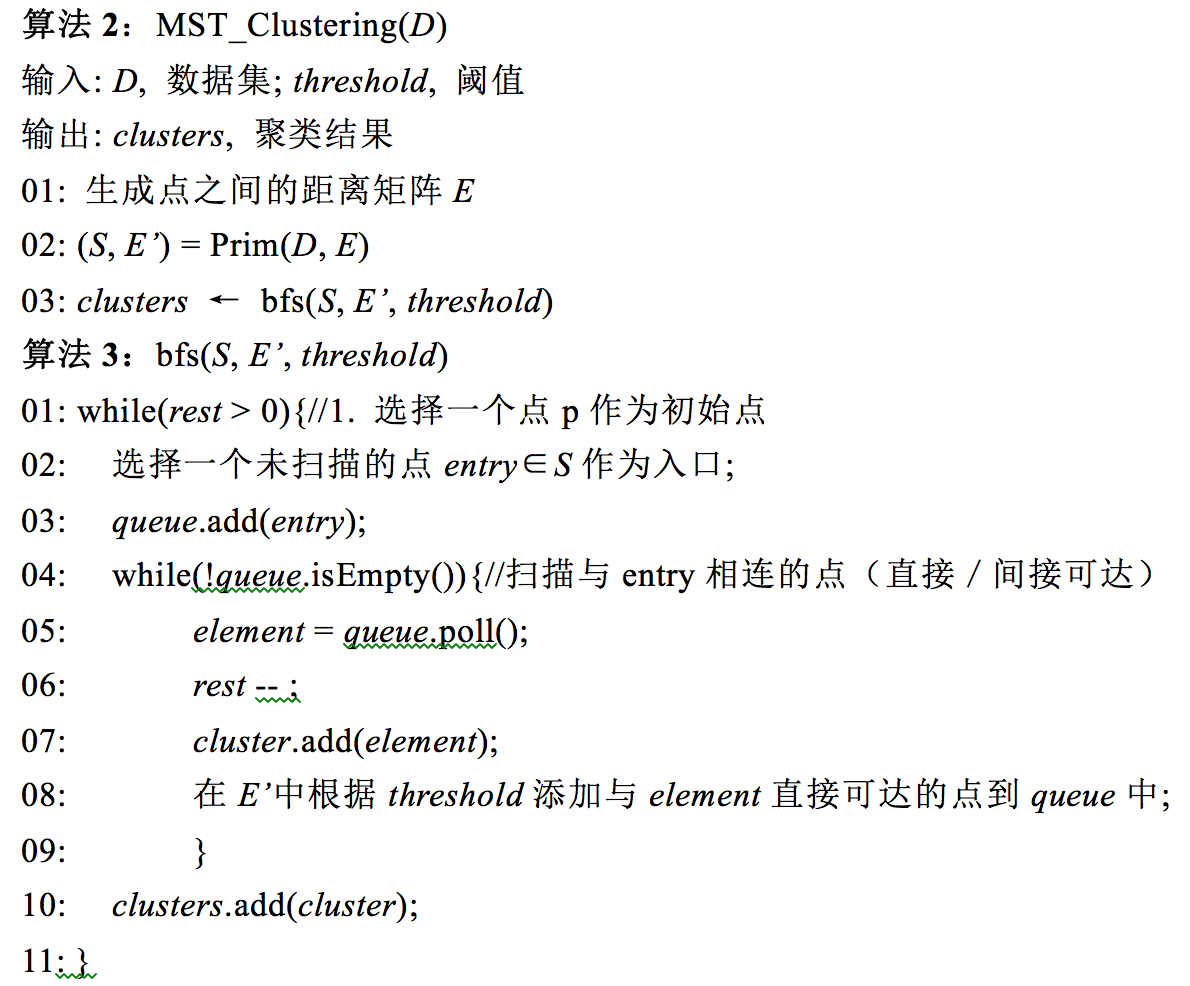 算法 2：MST_Clustering(D)
输入: D, 数据集; threshold, 阈值
输出: clusters, 聚类结果
01: 生成点之间的距离矩阵 E
02: (S, E’) = Prim(D, E)
03: clusters ← bfs(S, E’, threshold)
算法 3：bfs(S, E’, threshold)
01: while(rest > 0){//1. 选择一个点 p 作为初始点
02: 选择一个未扫描的点 entry∈S 作为入口;
03: queue.add(entry);
04: while(!queue.isEmpty()){//扫描与 entry 相连的点（直接／间接可达）
05: element = queue.poll();
06: rest -- ;
07: cluster.add(element);
08: 在 E’中根据 threshold 添加与 element 直接可达的点到 queue 中;
09: }
10: clusters.add(cluster);
11: }